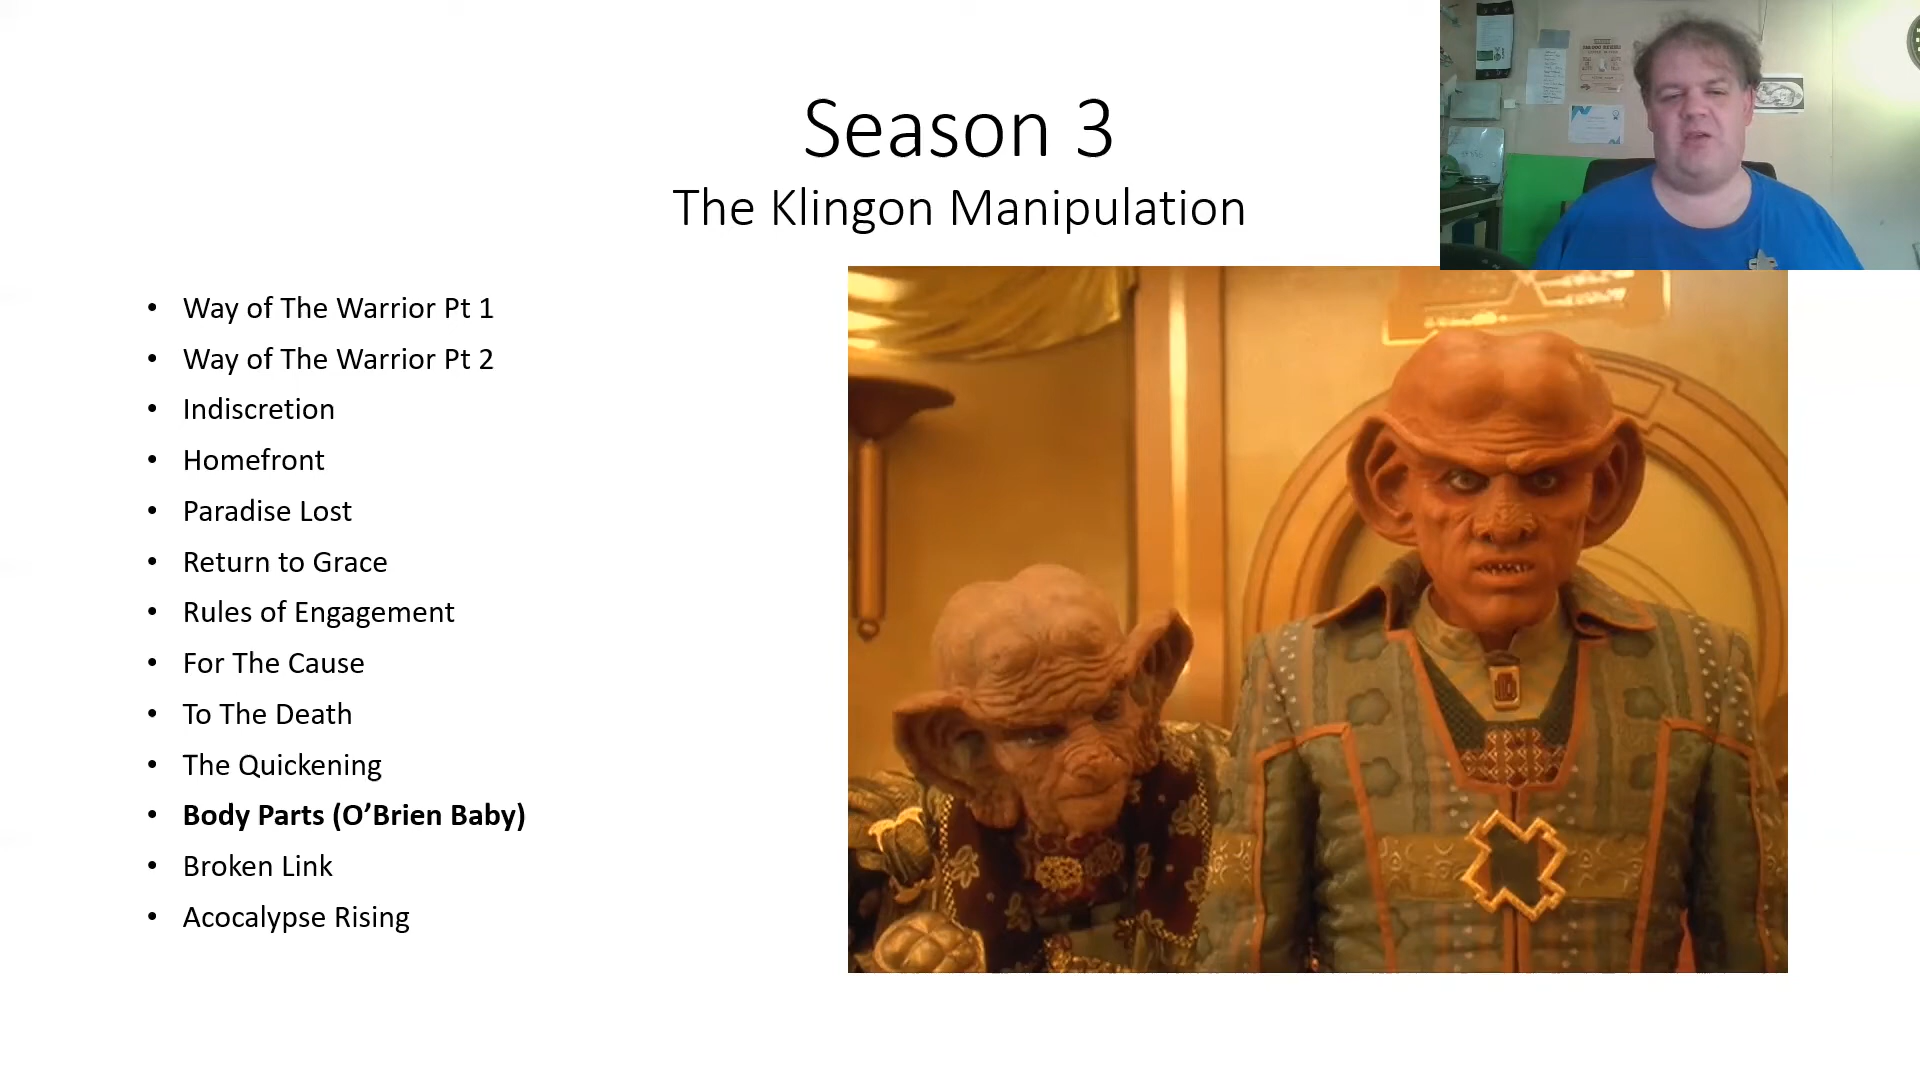 Season 3
The Klingon Manipulation
• Way of The Warrior Pt 1
• Way of The Warrior Pt 2
• Indiscretion
• Homefront
• Paradise Lost
• Return to Grace
• Rules of Engagement
• For The Cause
• To The Death
• The Quickening
• Body Parts (O’Brien Baby)
• Broken Link
• Acocalypse Rising